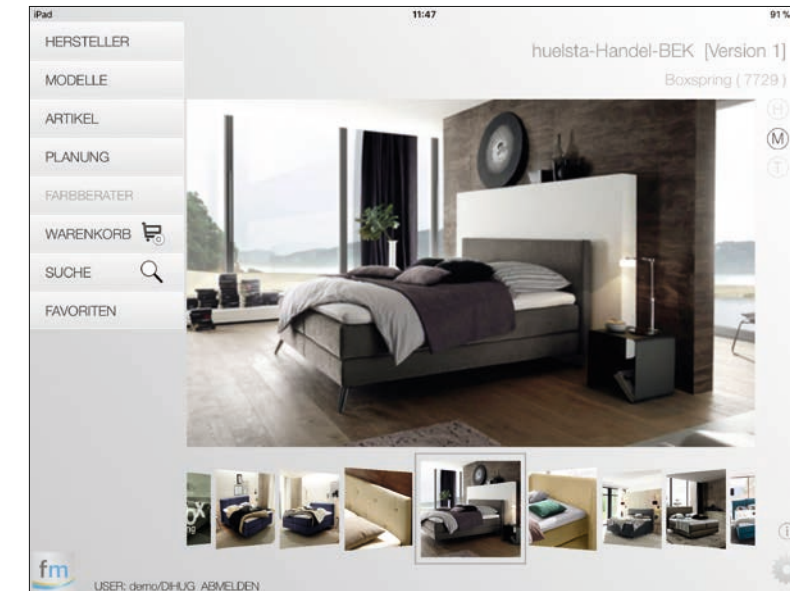 iPad 11:47 91 %
HERSTELLER
MODELLE
ARTIKEL
PLANUNG
FARBBERATER
WARENKORB 0
SUCHE
FAVORITEN
huelsta-Handel-BEK [Version 1]
Boxspring ( 7729 )
H
M
T
i
fm
USER: demo/DIHUG ABMELDEN